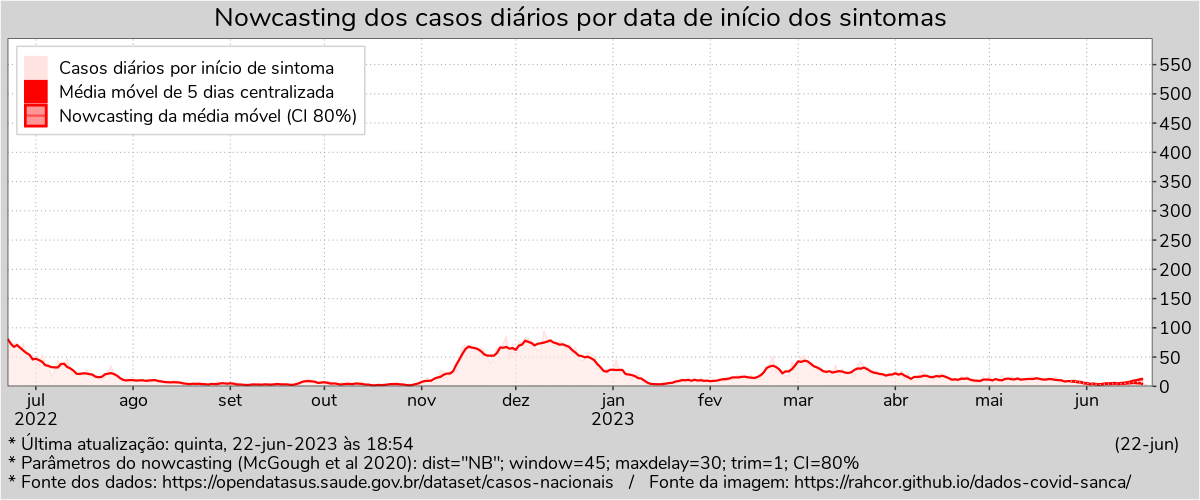 Nowcasting dos casos diários por data de início dos sintomas
Casos diários por início de sintoma
Média móvel de 5 dias centralizada
Nowcasting da média móvel (CI 80%)
550
500
450
400
350
300
250
200
150
100
50
0
jul ago set out nov dez jan fev mar abr mai jun
2022 2023
* Última atualização: quinta, 22-jun-2023 às 18:54 (22-jun)
* Parâmetros do nowcasting (McGough et al 2020): dist="NB"; window=45; maxdelay=30; trim=1; CI=80%
* Fonte dos dados: https://opendatasus.saude.gov.br/dataset/casos-nacionais / Fonte da imagem: https://rahcor.github.io/dados-covid-sanca/